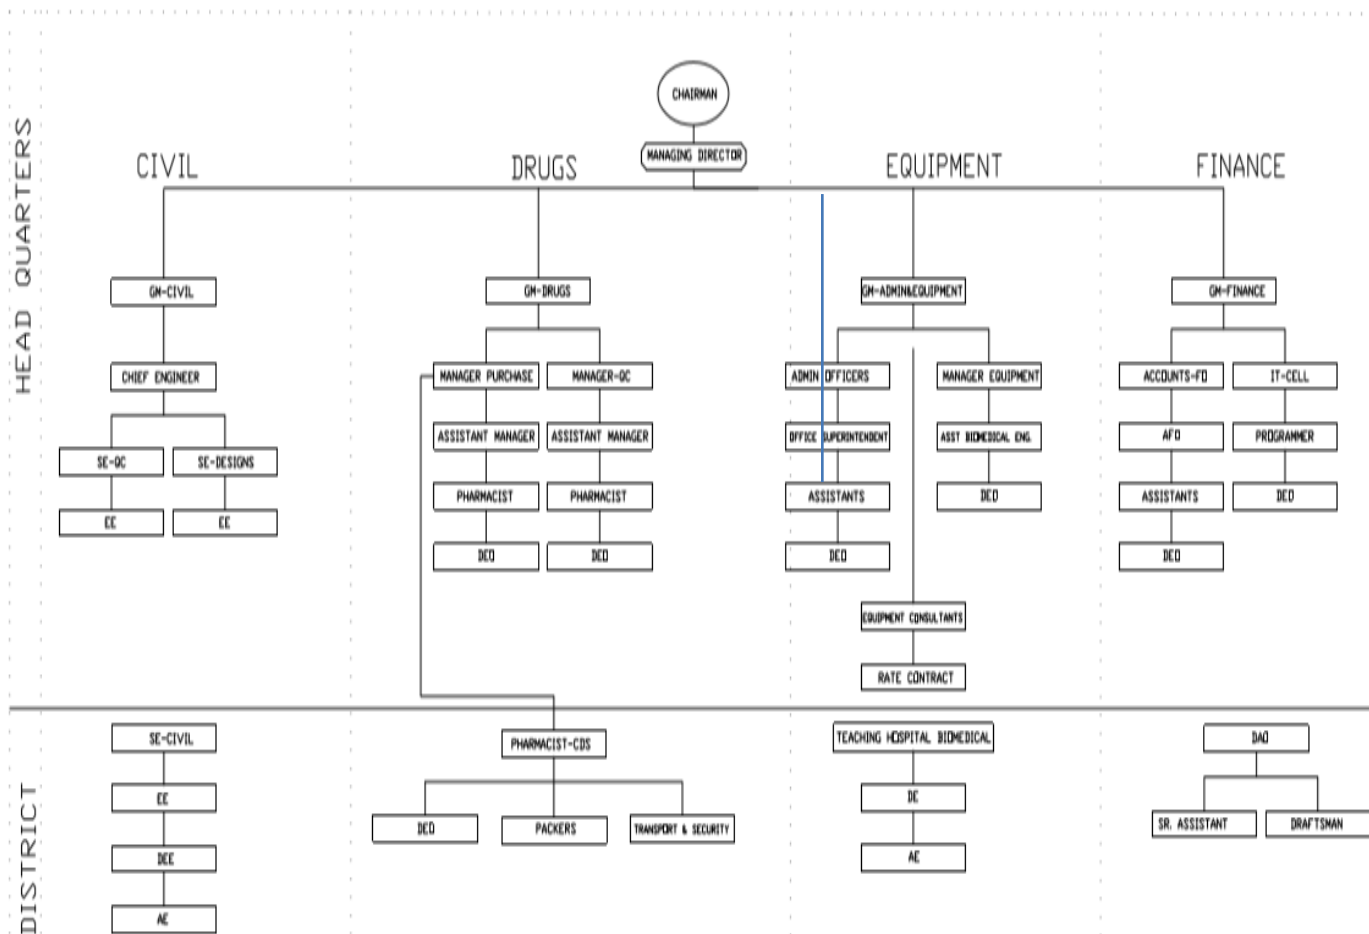 CHAIRMAN
MANAGING DIRECTOR
HEAD QUARTERS
CIVIL
DRUGS
EQUIPMENT
FINANCE
GM-CIVIL
GM-DRUGS
GM-ADMIN&EQUIPMENT
GM-FINANCE
CHIEF ENGINEER
MANAGER PURCHASE
MANAGER-QC
ADMIN OFFICERS
MANAGER EQUIPMENT
ACCOUNTS-FO
IT-CELL
ASSISTANT MANAGER
ASSISTANT MANAGER
OFFICE SUPERINTENDENT
ASST BIOMEDICAL ENG.
AFO
PROGRAMMER
SE-QC
SE-DESIGNS
PHARMACIST
PHARMACIST
ASSISTANTS
DEO
ASSISTANTS
DEO
EE
EE
DEO
DEO
DEO
DEO
EQUIPMENT CONSULTANTS
RATE CONTRACT
DISTRICT
SE-CIVIL
PHARMACIST-CDS
TEACHING HOSPITAL BIOMEDICAL
DAO
EE
DE
DEO
PACKERS
TRANSPORT & SECURITY
SR. ASSISTANT
DRAFTSMAN
DEE
AE
AE